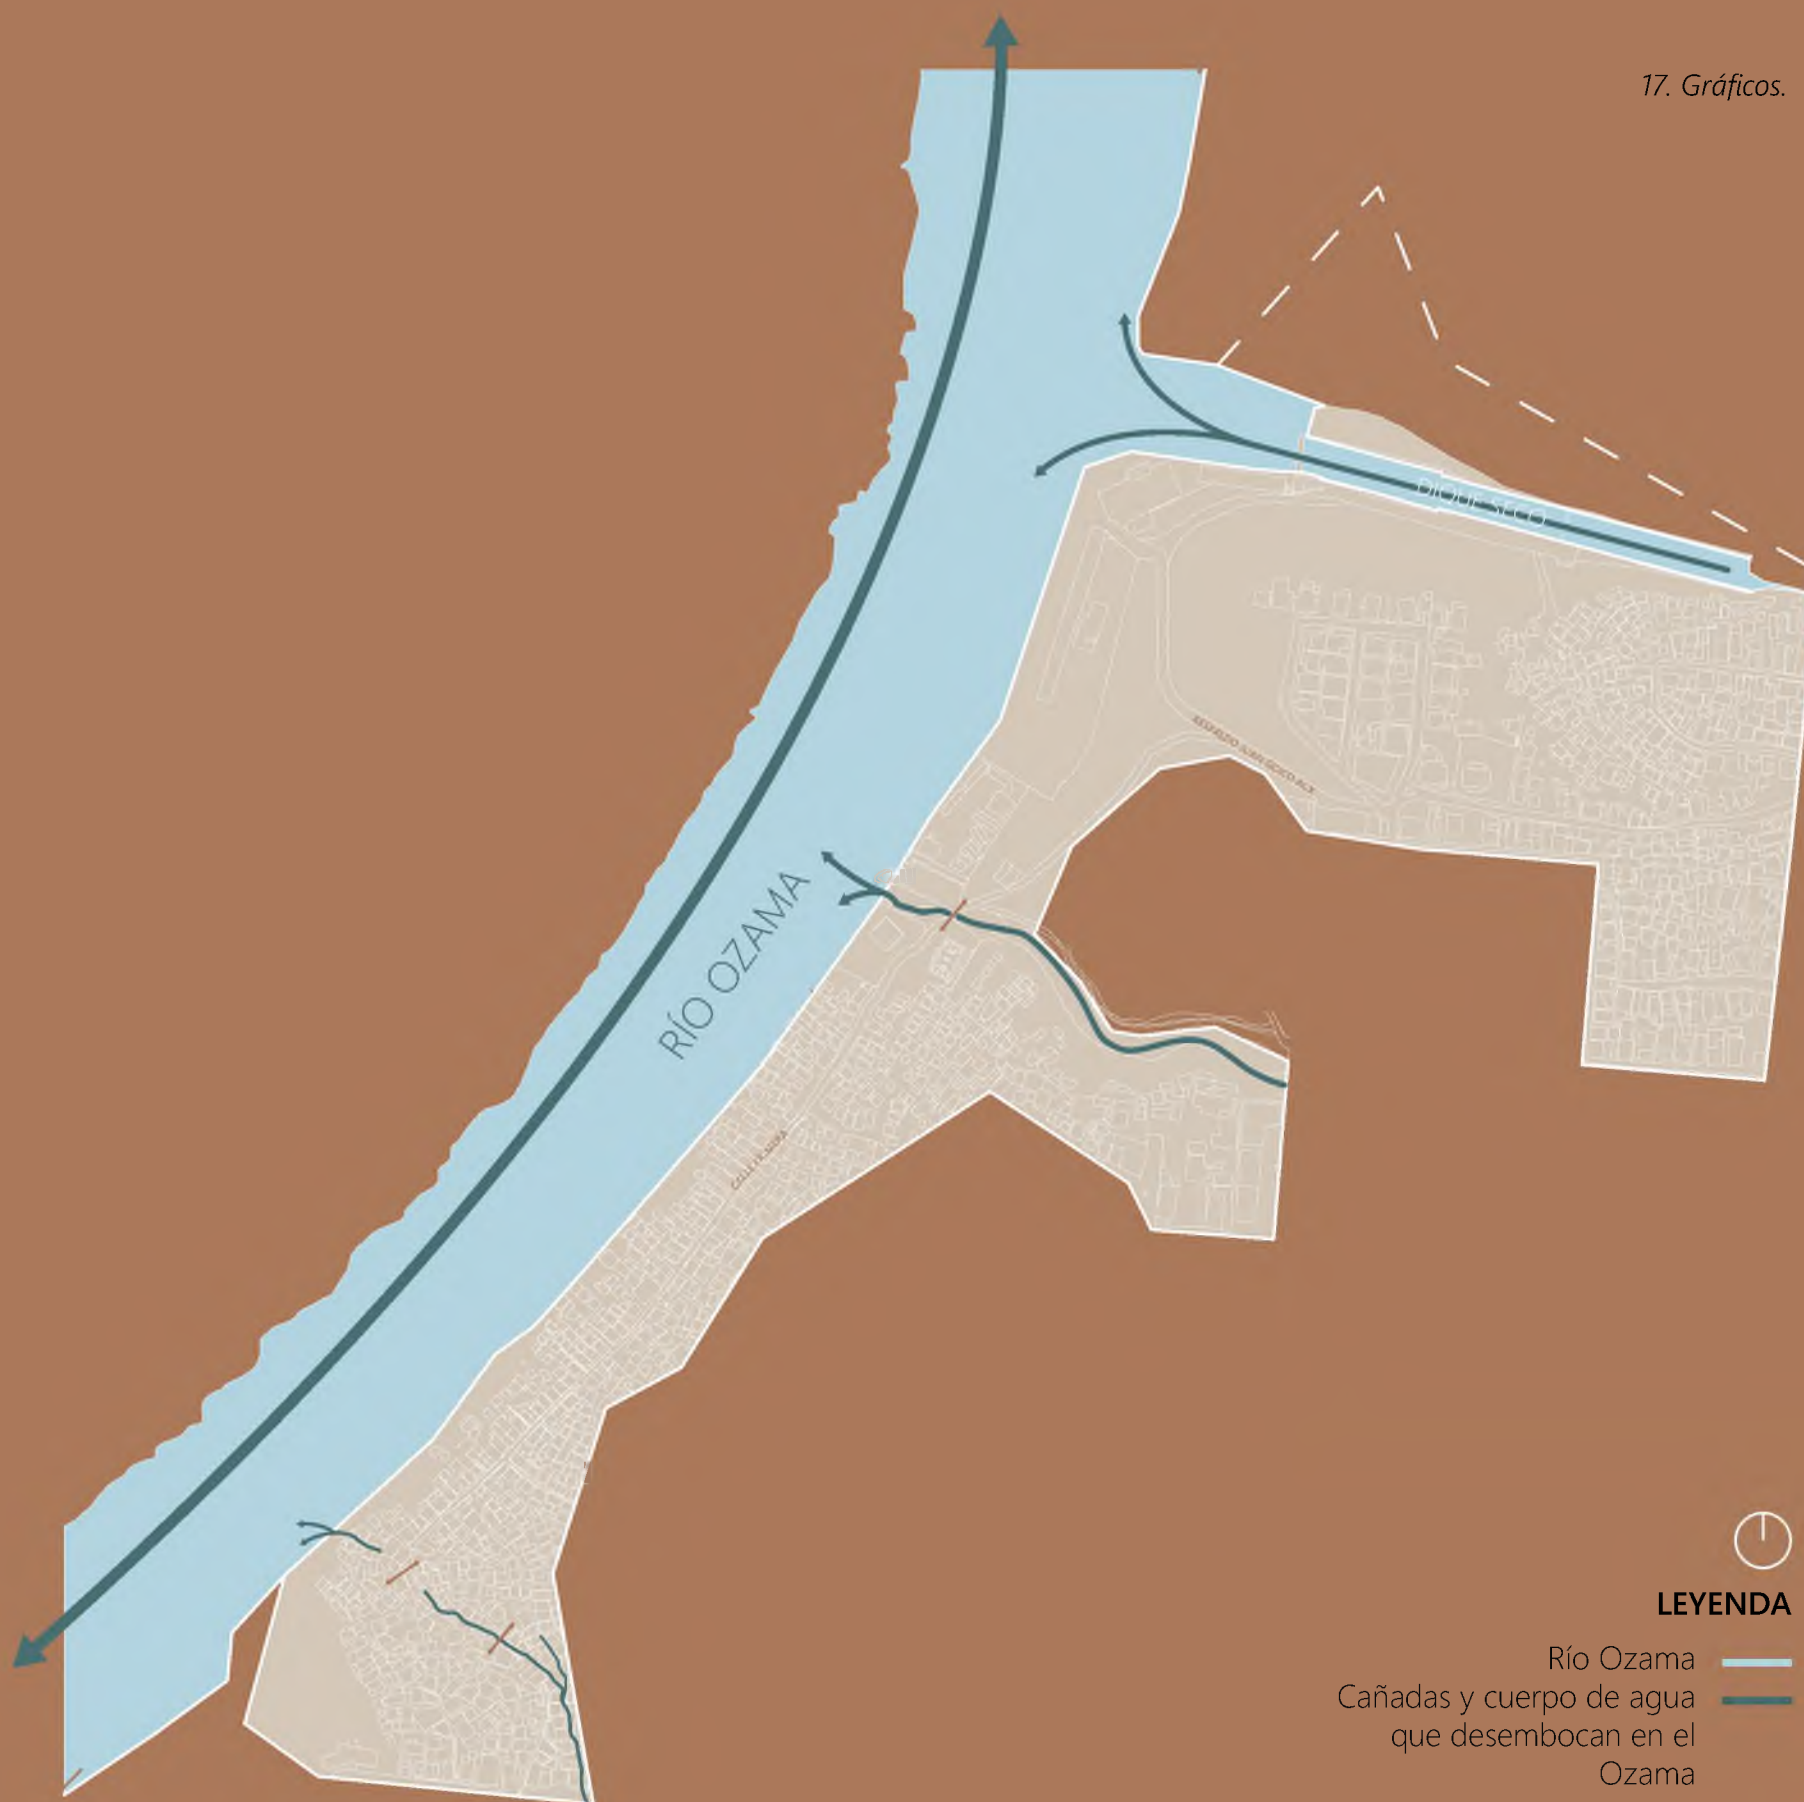 17. Gráficos.
DIQUE SECO
RÍO OZAMA
LEYENDA
Río Ozama
Cañadas y cuerpo de agua
que desembocan en el
Ozama